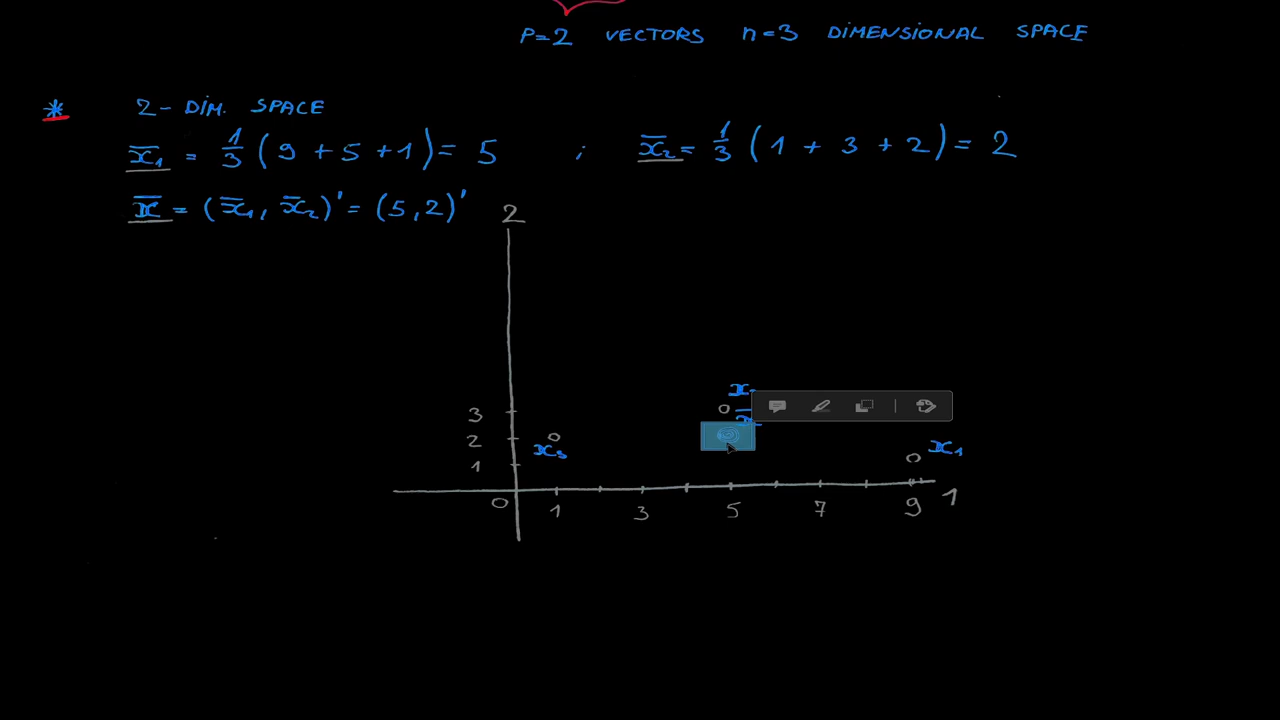 P=2 VECTORS n=3 DIMENSIONAL SPACE
* 2-DIM. SPACE
x̄₁ = 1/3 (9+5+1) = 5 ; x̄₂ = 1/3 (1+3+2) = 2
x̄ = (x̄₁, x̄₂)' = (5,2)'
2
3
2
1
x₃
x₁
0 1 3 5 7 9 1